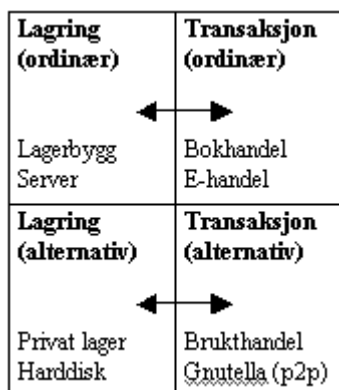 Lagring
(ordinær)
Lagerbygg
Server
Transaksjon
(ordinær)
Bokhandel
E-handel
Lagring
(alternativ)
Privat lager
Harddisk
Transaksjon
(alternativ)
Brukthandel
Gnutella (p2p)